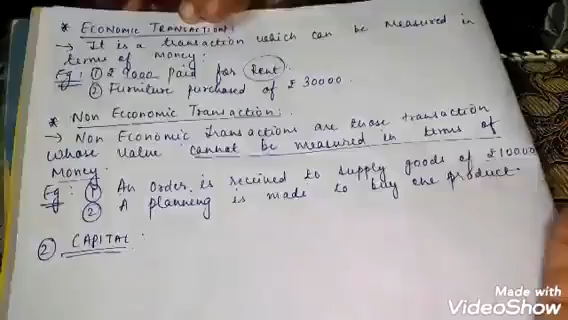 * ECONOMIC TRANSACTION:
→ It is a transaction which can be measured in
terms of money.
Eg: ① ₹ 9000 paid for Rent
② Furniture purchased of ₹ 30000.
* NON ECONOMIC TRANSACTION:
→ Non Economic transactions are those transaction
whose value cannot be measured in terms of
Money.
Eg: ① An order is received to supply goods of ₹10000
② A planning is made to buy one product.
② CAPITAL:
Made with
VideoShow